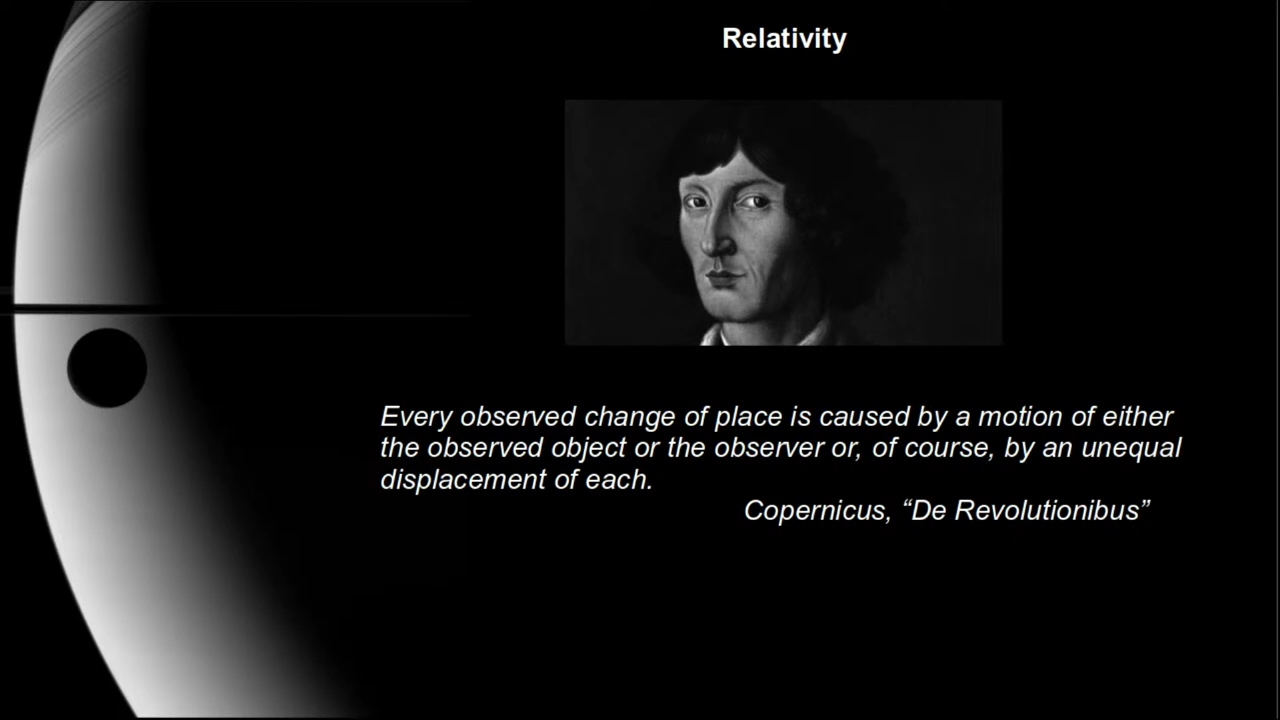 Relativity
Every observed change of place is caused by a motion of either
the observed object or the observer or, of course, by an unequal
displacement of each.
Copernicus, “De Revolutionibus”